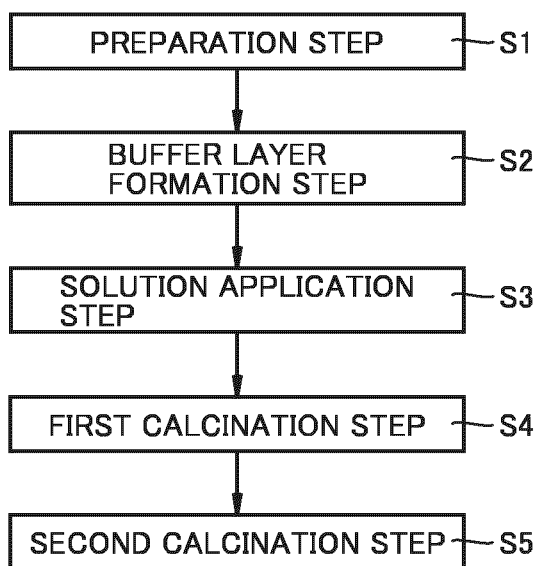 PREPARATION STEP S1
BUFFER LAYER
FORMATION STEP S2
SOLUTION APPLICATION
STEP S3
FIRST CALCINATION STEP S4
SECOND CALCINATION STEP S5